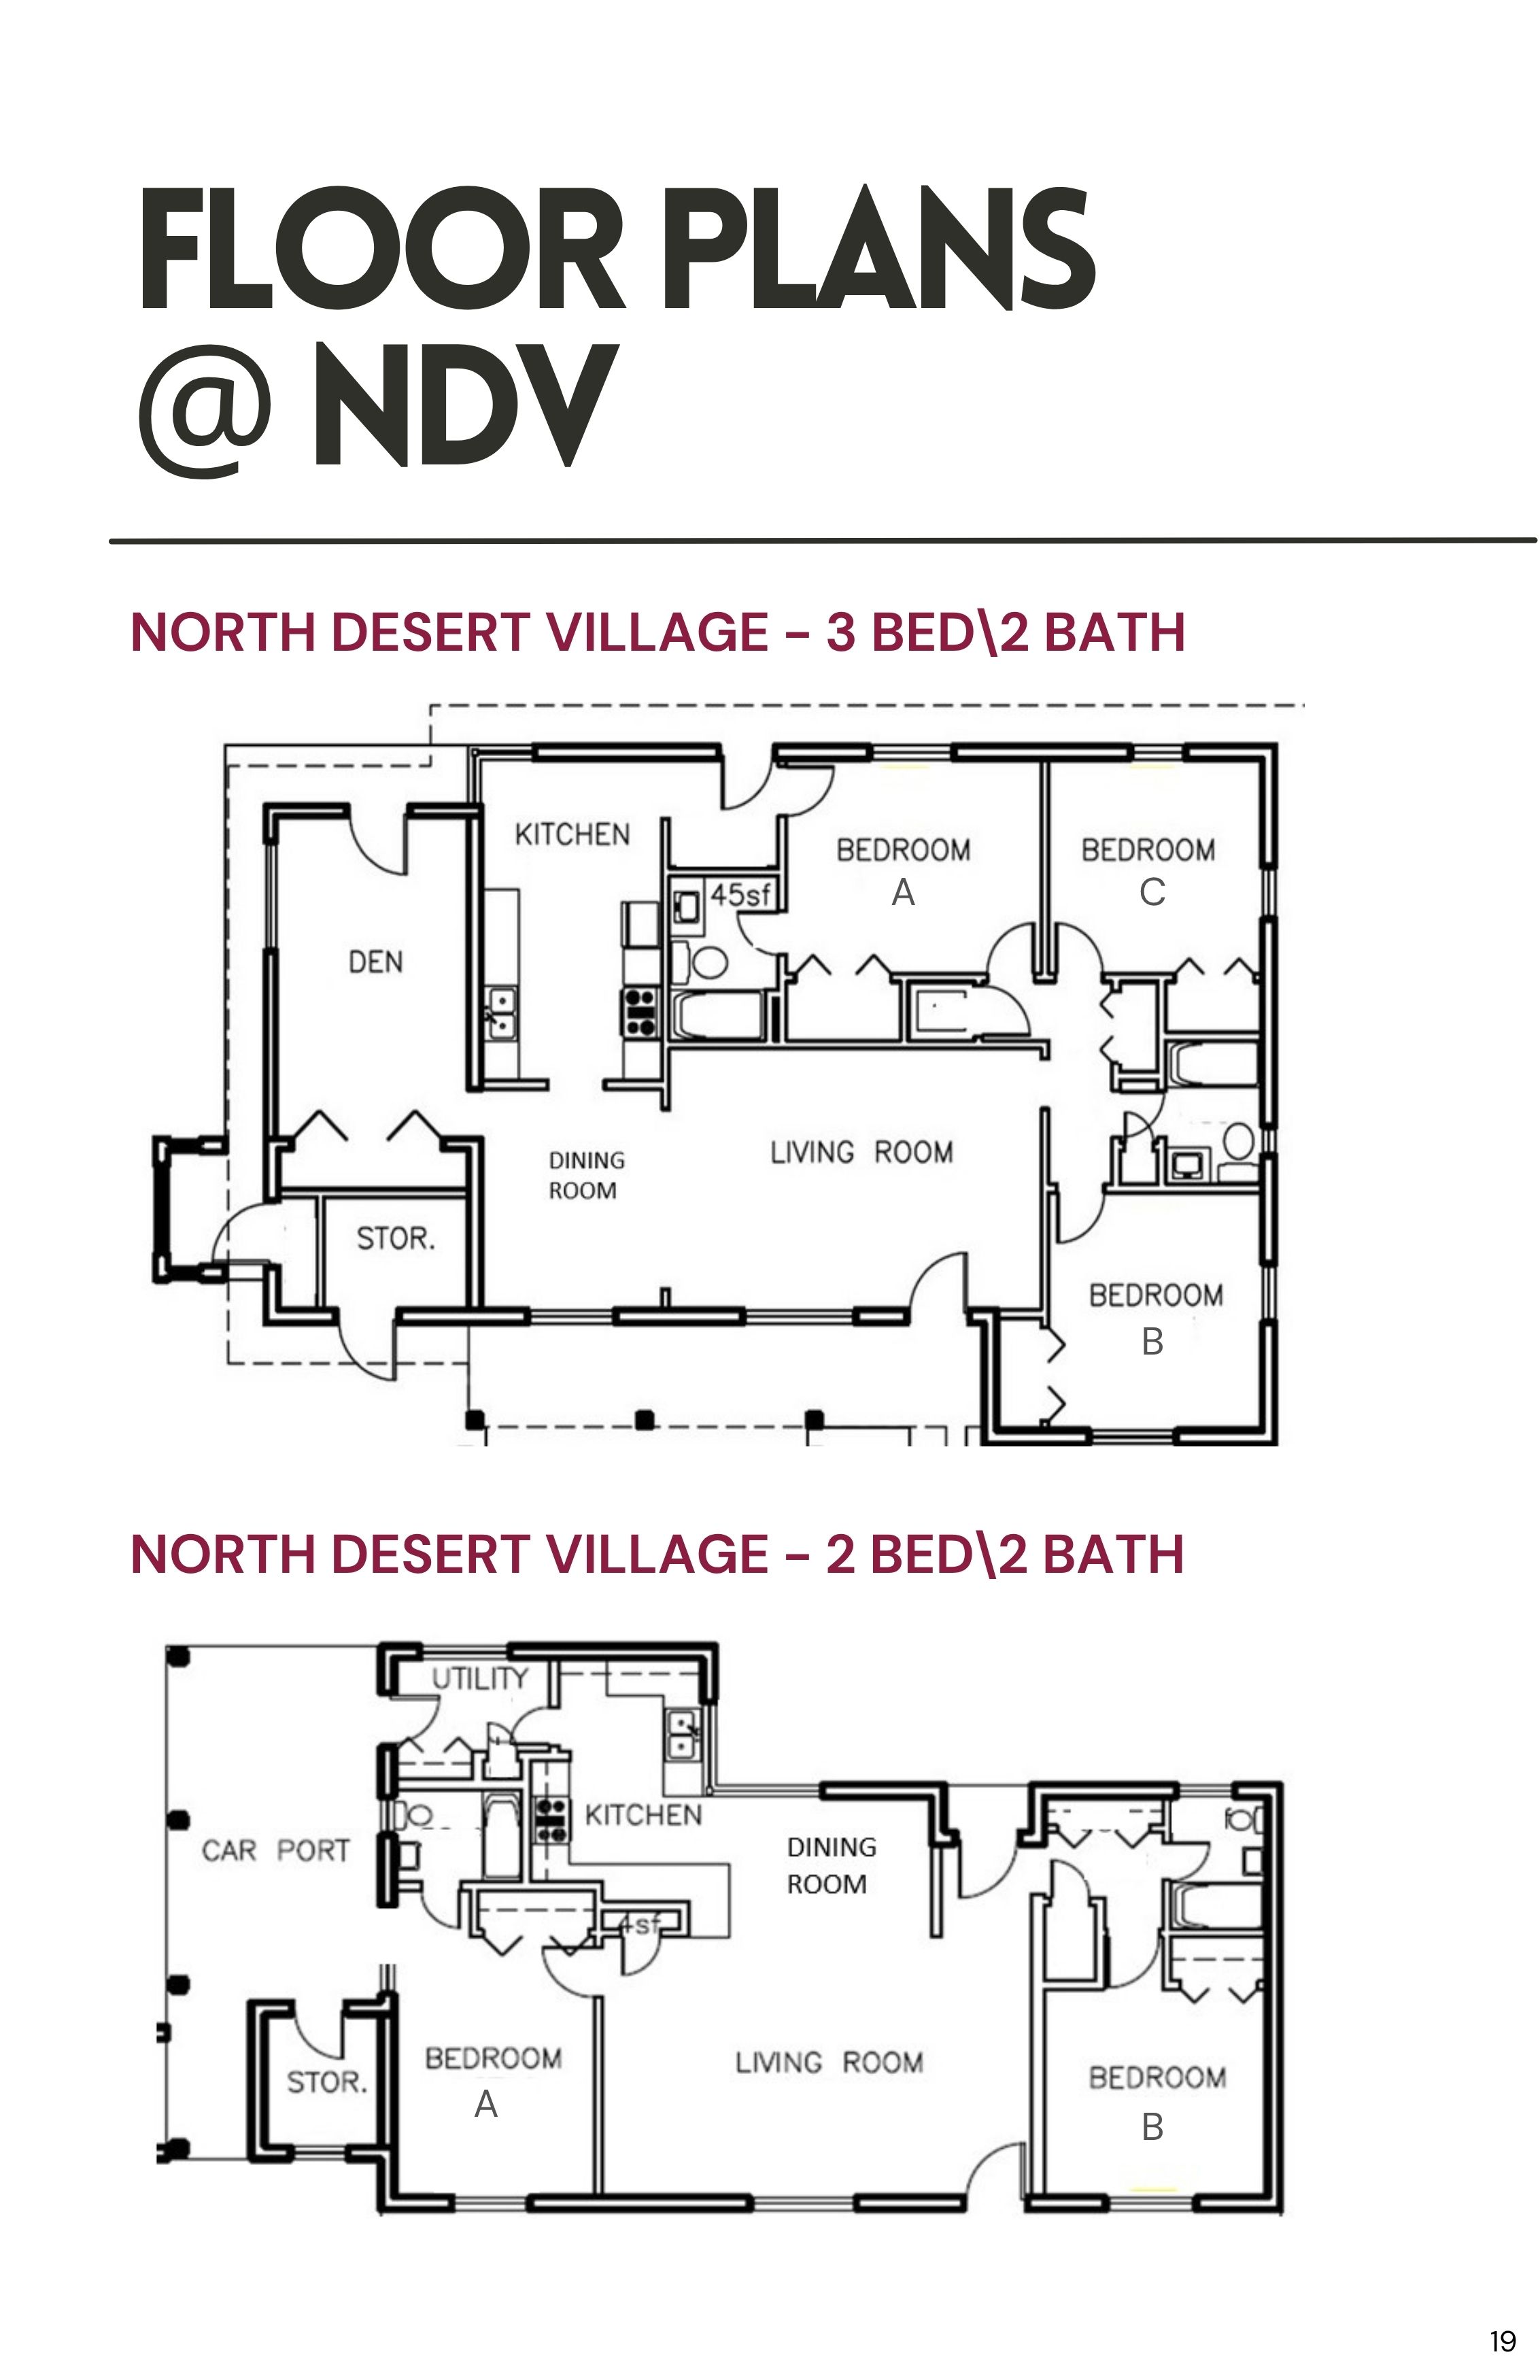 FLOOR PLANS
@ NDV
NORTH DESERT VILLAGE – 3 BED\2 BATH
KITCHEN
BEDROOM
A
BEDROOM
C
45sf
DEN
DINING
ROOM
LIVING ROOM
STOR.
BEDROOM
B
NORTH DESERT VILLAGE – 2 BED\2 BATH
UTILITY
KITCHEN
CAR PORT
DINING
ROOM
4sf
BEDROOM
A
STOR.
LIVING ROOM
BEDROOM
B
19